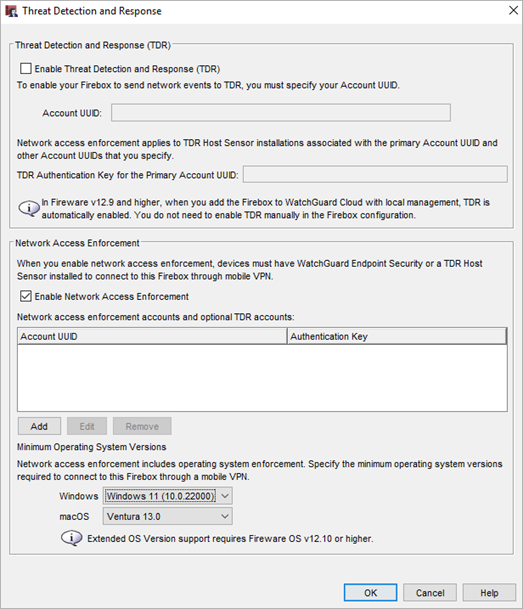 Threat Detection and Response
Threat Detection and Response (TDR)
Enable Threat Detection and Response (TDR)
To enable your Firebox to send network events to TDR, you must specify your Account UUID.
Account UUID:
Network access enforcement applies to TDR Host Sensor installations associated with the primary Account UUID and
other Account UUIDs that you specify.
TDR Authentication Key for the Primary Account UUID:
In Fireware v12.9 and higher, when you add the Firebox to WatchGuard Cloud with local management, TDR is
automatically enabled. You do not need to enable TDR manually in the Firebox configuration.
Network Access Enforcement
When you enable network access enforcement, devices must have WatchGuard Endpoint Security or a TDR Host
Sensor installed to connect to this Firebox through mobile VPN.
Enable Network Access Enforcement
Network access enforcement accounts and optional TDR accounts:
Account UUID Authentication Key
Add Edit Remove
Minimum Operating System Versions
Network access enforcement includes operating system enforcement. Specify the minimum operating system versions
required to connect to this Firebox through a mobile VPN.
Windows Windows 11 (10.0.22000)
macOS Ventura 13.0
Extended OS Version support requires Fireware OS v12.10 or higher.
OK Cancel Help